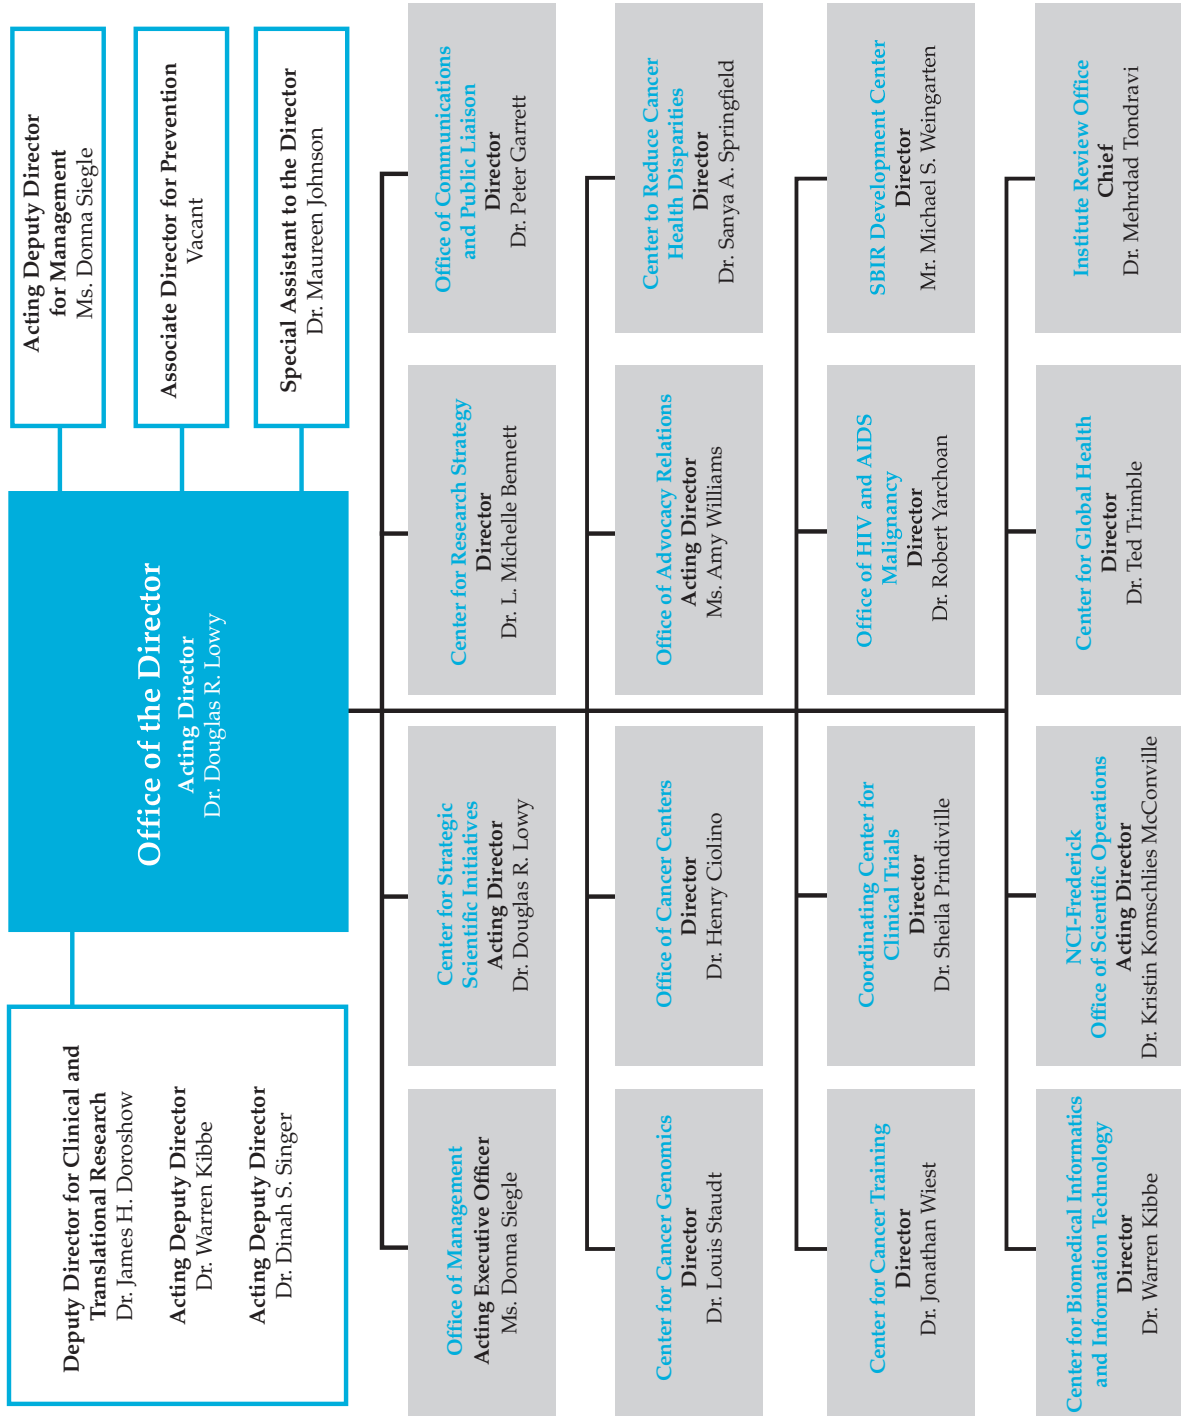 Office of the Director
Acting Director
Dr. Douglas R. Lowy
Deputy Director for Clinical and
Translational Research
Dr. James H. Doroshow
Acting Deputy Director
Dr. Warren Kibbe
Acting Deputy Director
Dr. Dinah S. Singer
Acting Deputy Director
for Management
Ms. Donna Siegle
Associate Director for Prevention
Vacant
Special Assistant to the Director
Dr. Maureen Johnson
Office of Management
Acting Executive Officer
Ms. Donna Siegle
Center for Strategic
Scientific Initiatives
Acting Director
Dr. Douglas R. Lowy
Center for Research Strategy
Director
Dr. L. Michelle Bennett
Office of Communications
and Public Liaison
Director
Dr. Peter Garrett
Center for Cancer Genomics
Director
Dr. Louis Staudt
Office of Cancer Centers
Director
Dr. Henry Ciolino
Office of Advocacy Relations
Acting Director
Ms. Amy Williams
Center to Reduce Cancer
Health Disparities
Director
Dr. Sanya A. Springfield
Center for Cancer Training
Director
Dr. Jonathan Wiest
Coordinating Center for
Clinical Trials
Director
Dr. Sheila Prindiville
Office of HIV and AIDS
Malignancy
Director
Dr. Robert Yarchoan
SBIR Development Center
Director
Mr. Michael S. Weingarten
Center for Biomedical Informatics
and Information Technology
Director
Dr. Warren Kibbe
NCI-Frederick
Office of Scientific Operations
Acting Director
Dr. Kristin Komschlies McConville
Center for Global Health
Director
Dr. Ted Trimble
Institute Review Office
Chief
Dr. Mehrdad Tondravi